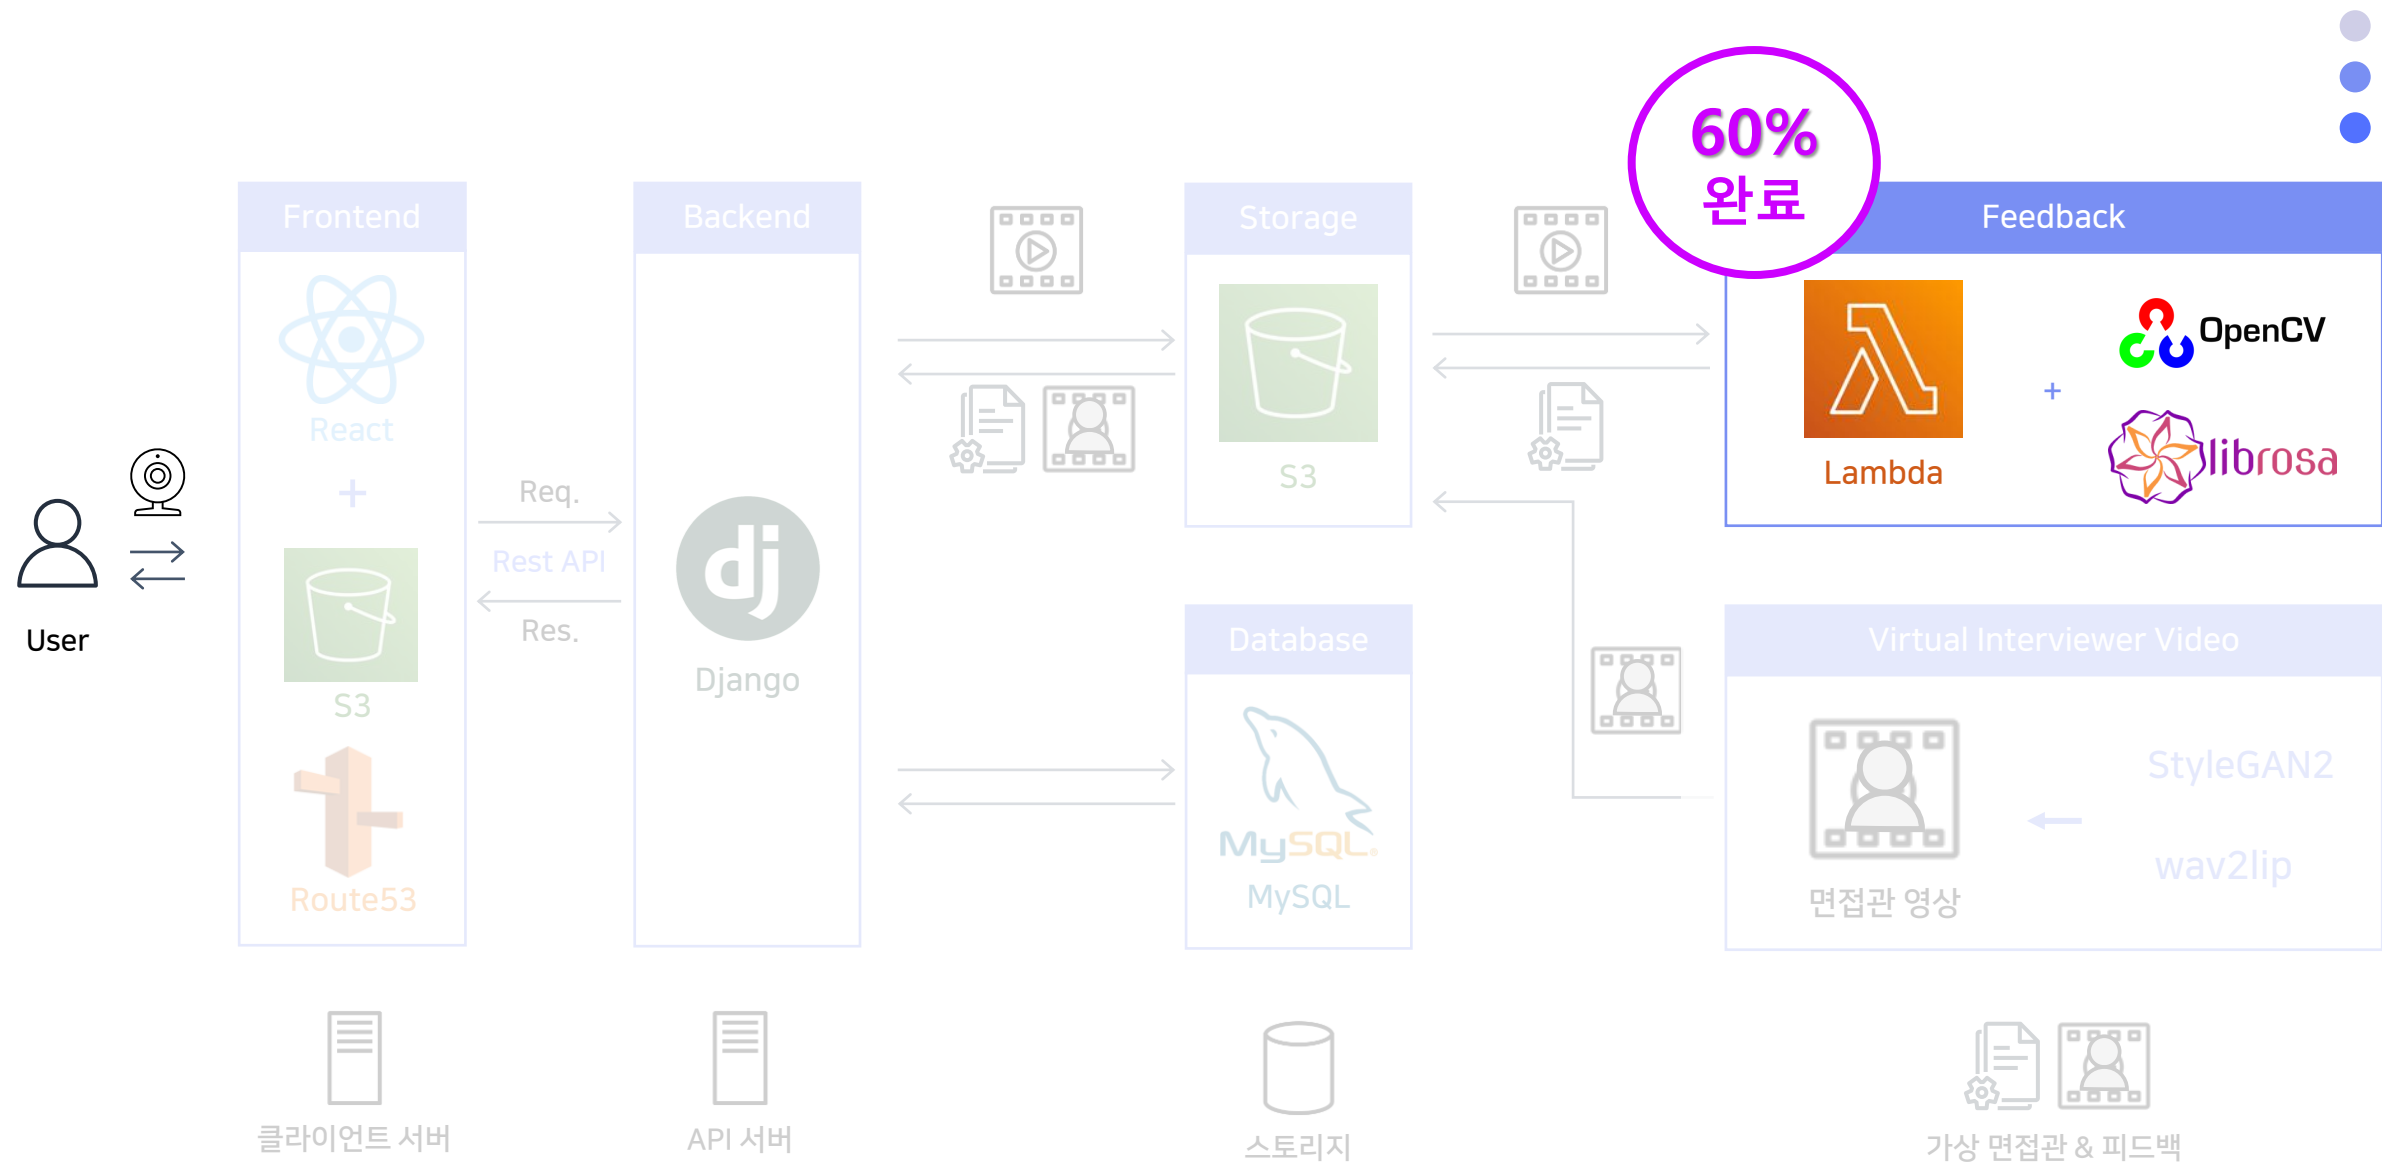 60%
완료
Frontend
Backend
Storage
Feedback
React
+
S3
Route53
User
Req.
Rest API
Res.
dj
Django
S3
Lambda
+
OpenCV
librosa
Database
MySQL
MySQL
Virtual Interviewer Video
면접관 영상
StyleGAN2
wav2lip
클라이언트 서버
API 서버
스토리지
가상 면접관 & 피드백